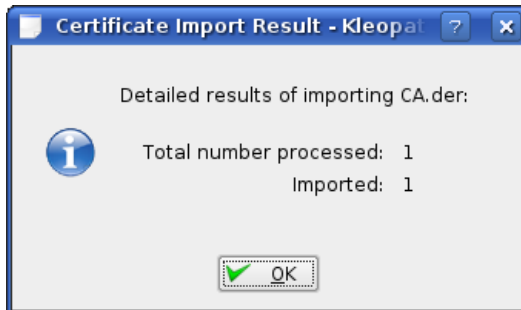 Certificate Import Result - Kleopat
Detailed results of importing CA.der:
Total number processed: 1
Imported: 1
OK